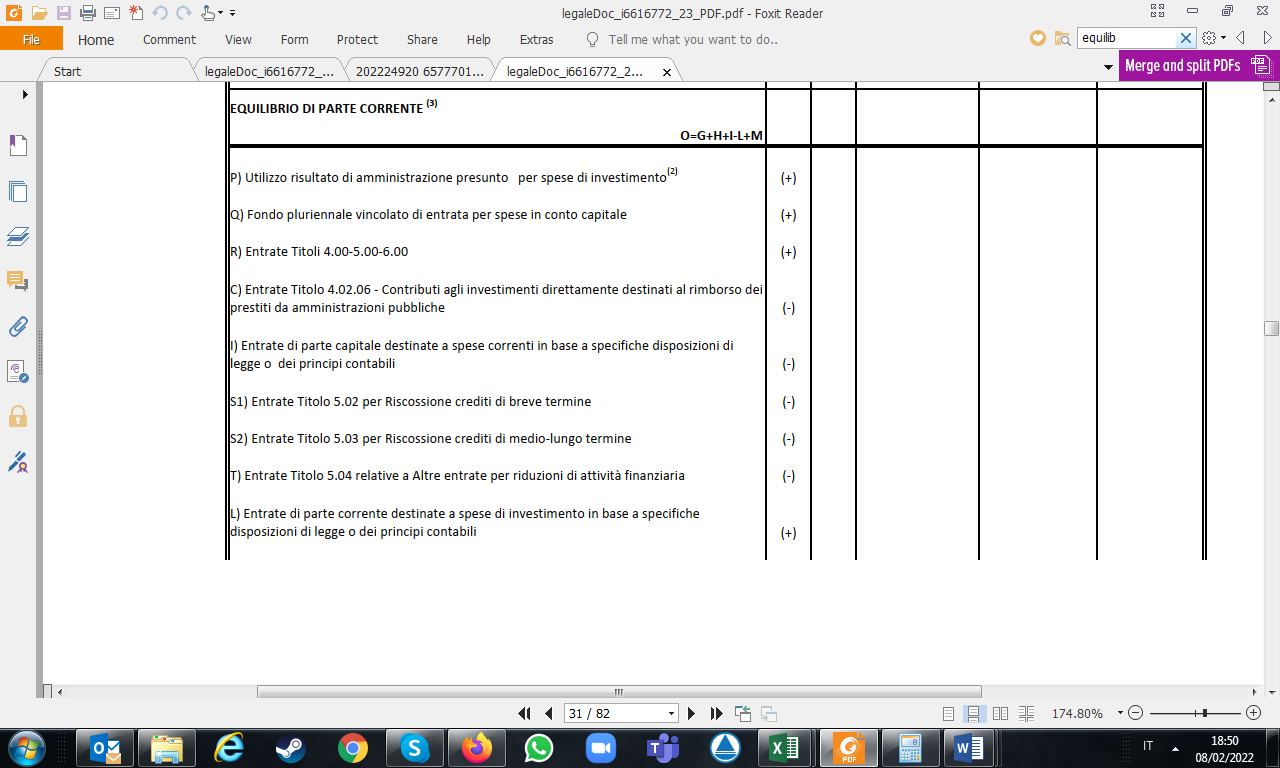 legaleDoc_i6616772_23_PDF.pdf - Foxit Reader
File Home Comment View Form Protect Share Help Extras Tell me what you want to do.. equilib
Start legaleDoc_i6616772_... 202224920 6577701... legaleDoc_i6616772_2... Merge and split PDFs
EQUILIBRIO DI PARTE CORRENTE (3)
O=G+H+I-L+M
P) Utilizzo risultato di amministrazione presunto per spese di investimento(2) (+)
Q) Fondo pluriennale vincolato di entrata per spese in conto capitale (+)
R) Entrate Titoli 4.00-5.00-6.00 (+)
C) Entrate Titolo 4.02.06 - Contributi agli investimenti direttamente destinati al rimborso dei
prestiti da amministrazioni pubbliche (-)
I) Entrate di parte capitale destinate a spese correnti in base a specifiche disposizioni di
legge o dei principi contabili (-)
S1) Entrate Titolo 5.02 per Riscossione crediti di breve termine (-)
S2) Entrate Titolo 5.03 per Riscossione crediti di medio-lungo termine (-)
T) Entrate Titolo 5.04 relative a Altre entrate per riduzioni di attività finanziaria (-)
L) Entrate di parte corrente destinate a spese di investimento in base a specifiche
disposizioni di legge o dei principi contabili (+)
31 / 82 174.80%
IT 18:50
08/02/2022